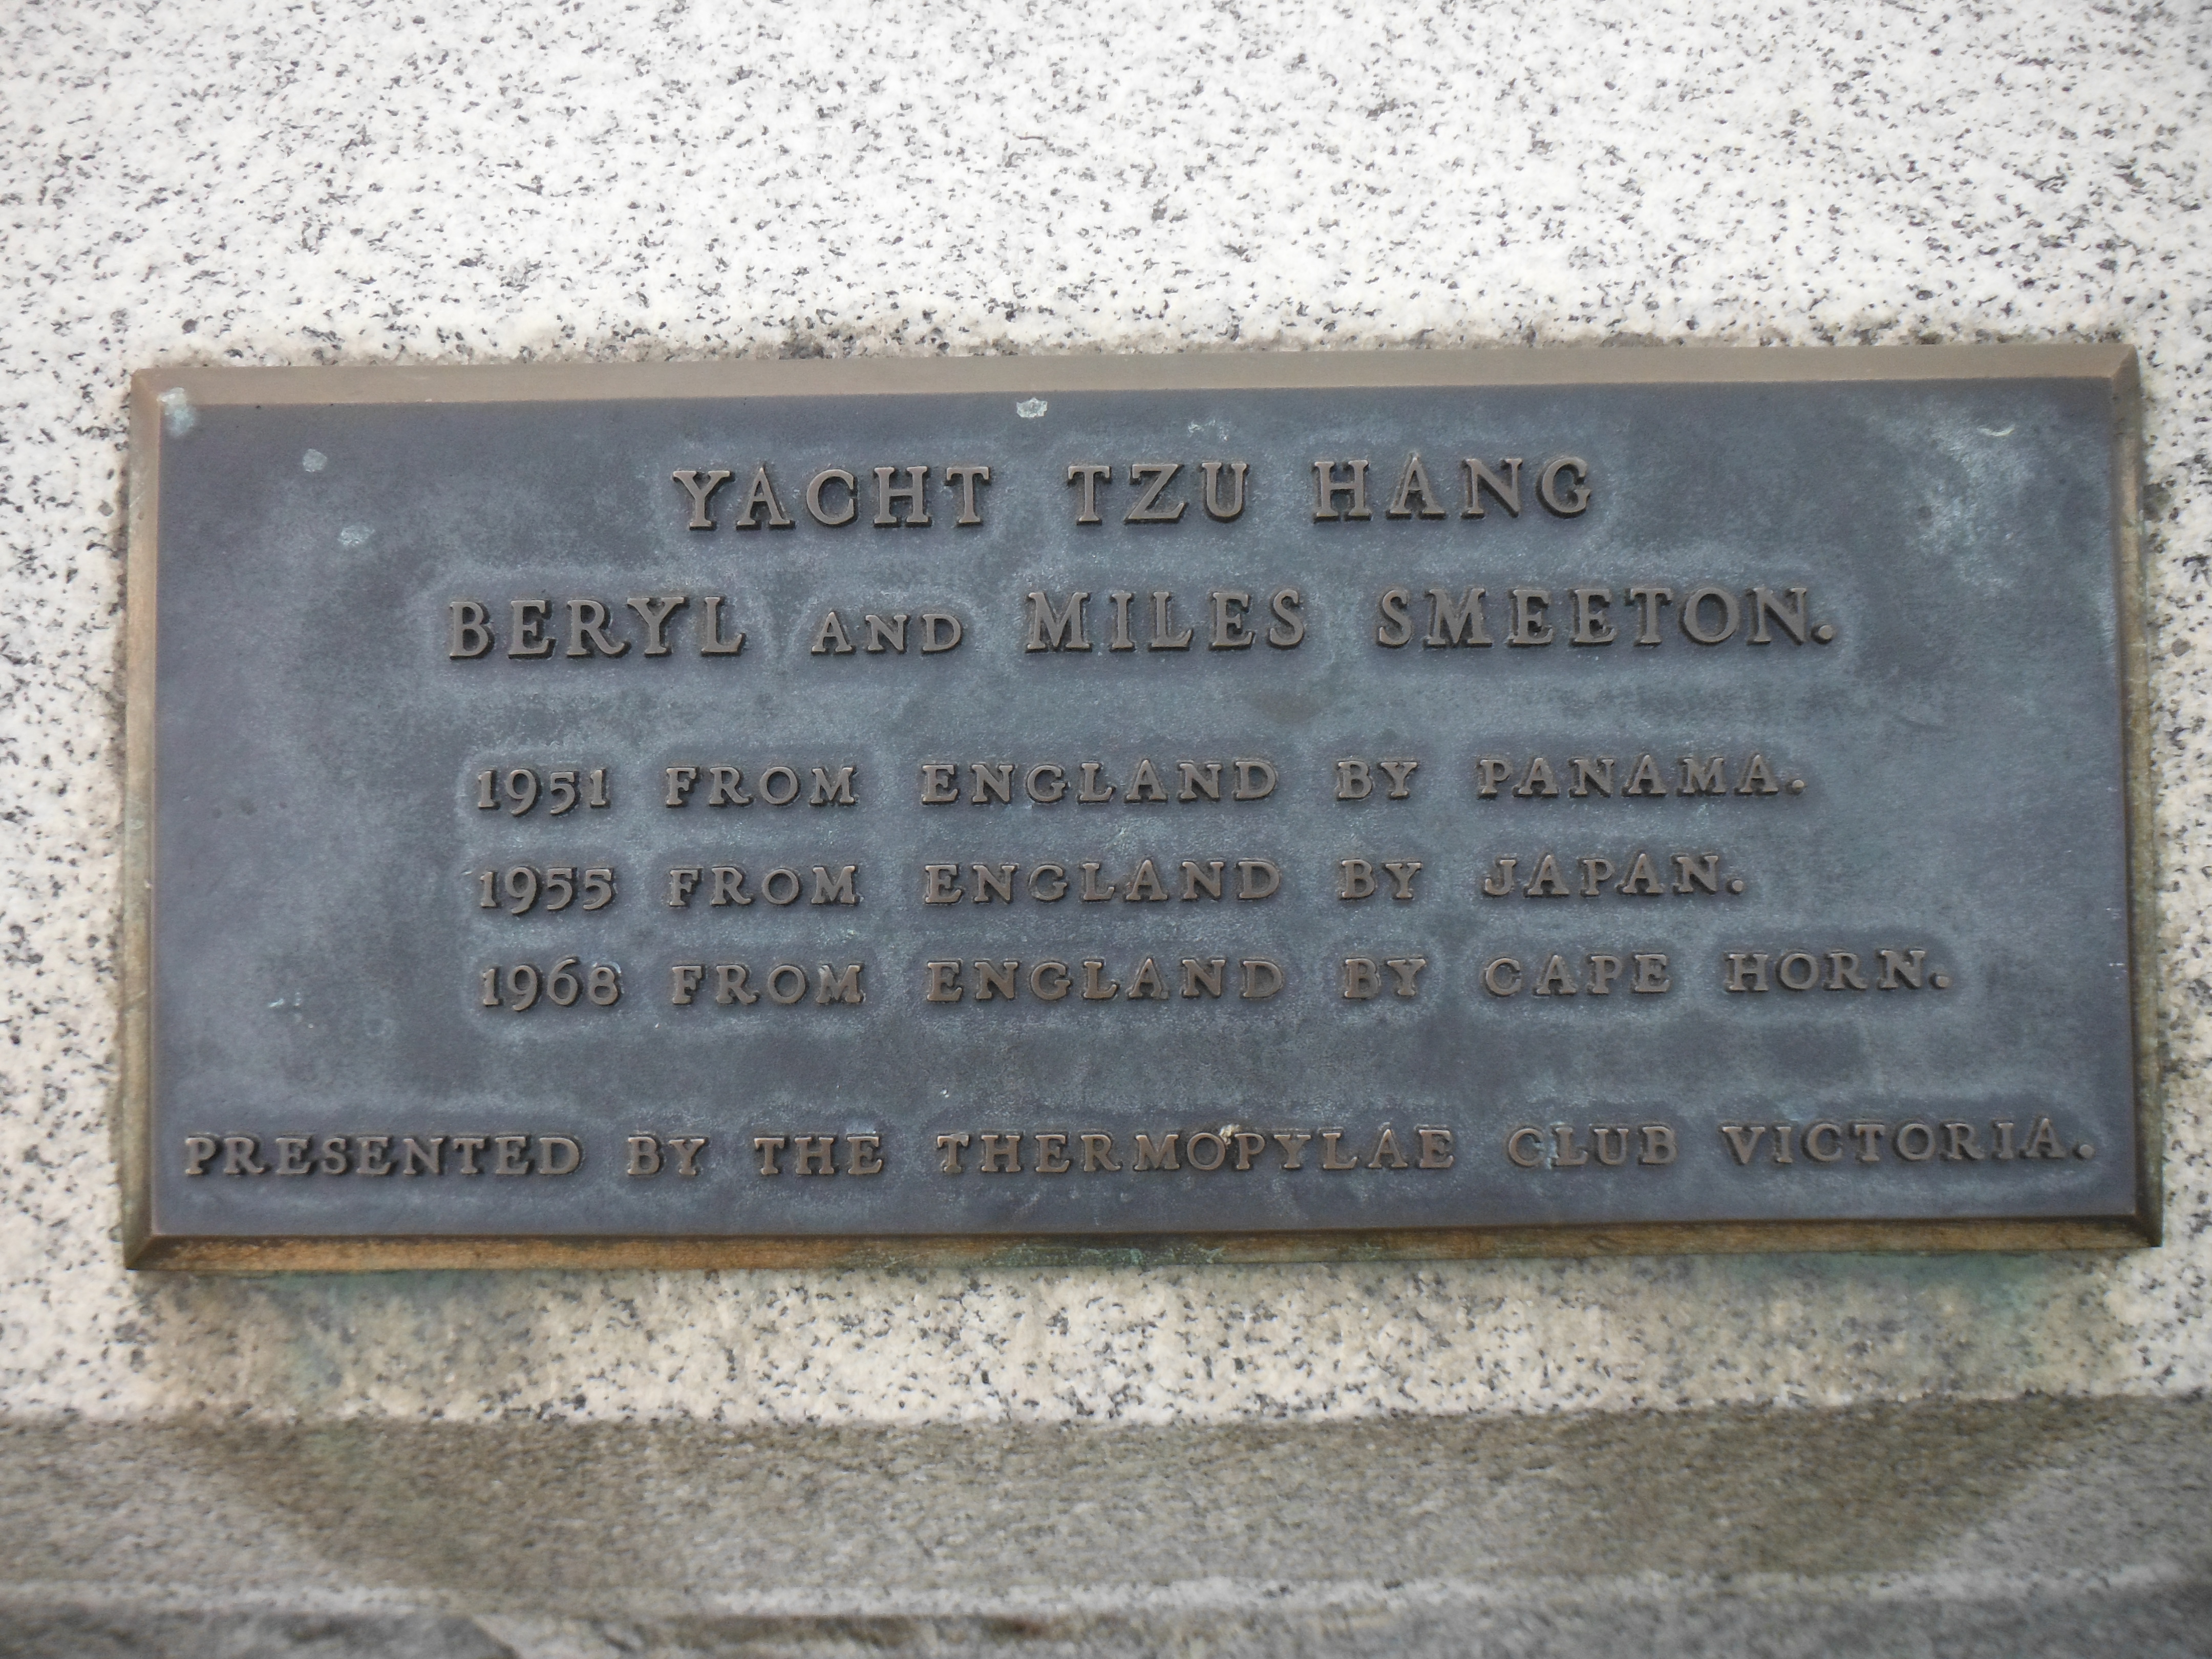 YACHT TZU HANG
BERYL AND MILES SMEETON.
1951 FROM ENGLAND BY PANAMA.
1955 FROM ENGLAND BY JAPAN.
1968 FROM ENGLAND BY CAPE HORN.
PRESENTED BY THE THERMOPYLAE CLUB VICTORIA.